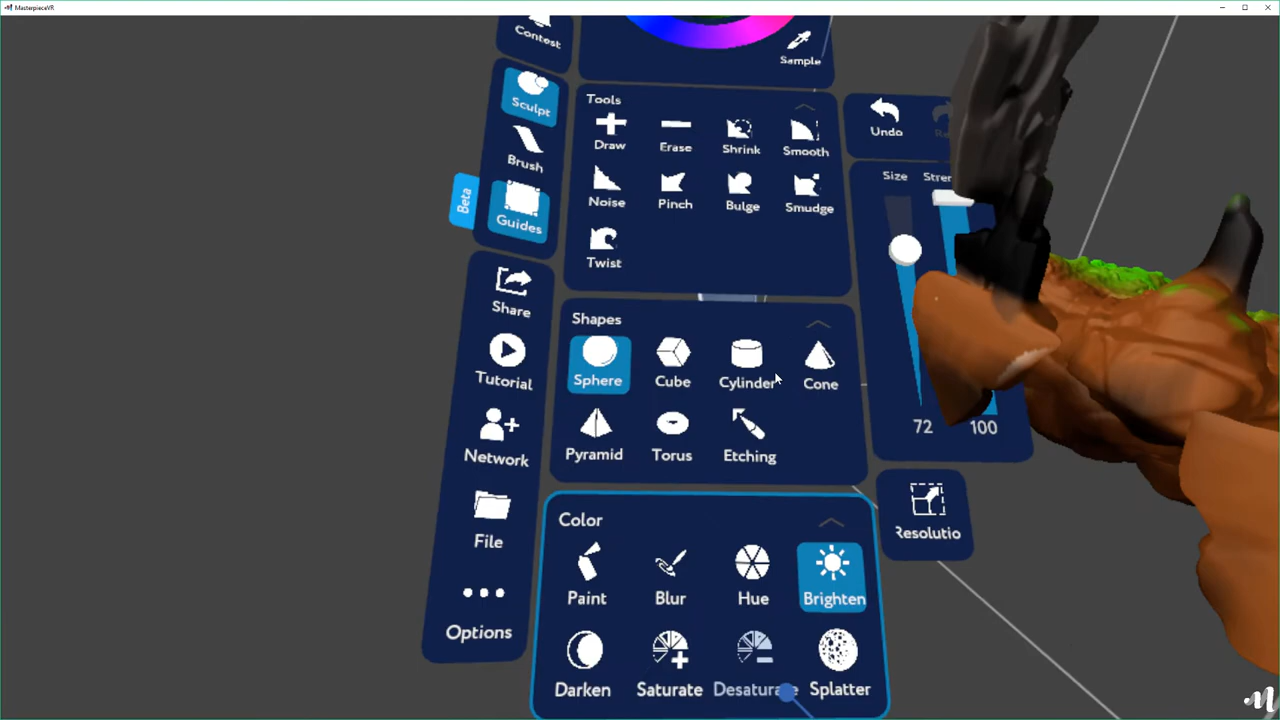 MasterpieceVR
Contest
Sample
Sculpt
Brush
Beta
Guides
Share
Tutorial
Network
File
Options
Tools
Draw
Erase
Shrink
Smooth
Noise
Pinch
Bulge
Smudge
Twist
Undo
Size
72
100
Shapes
Sphere
Cube
Cylinder
Cone
Pyramid
Torus
Etching
Resolutio
Color
Paint
Blur
Hue
Brighten
Darken
Saturate
Desaturate
Splatter